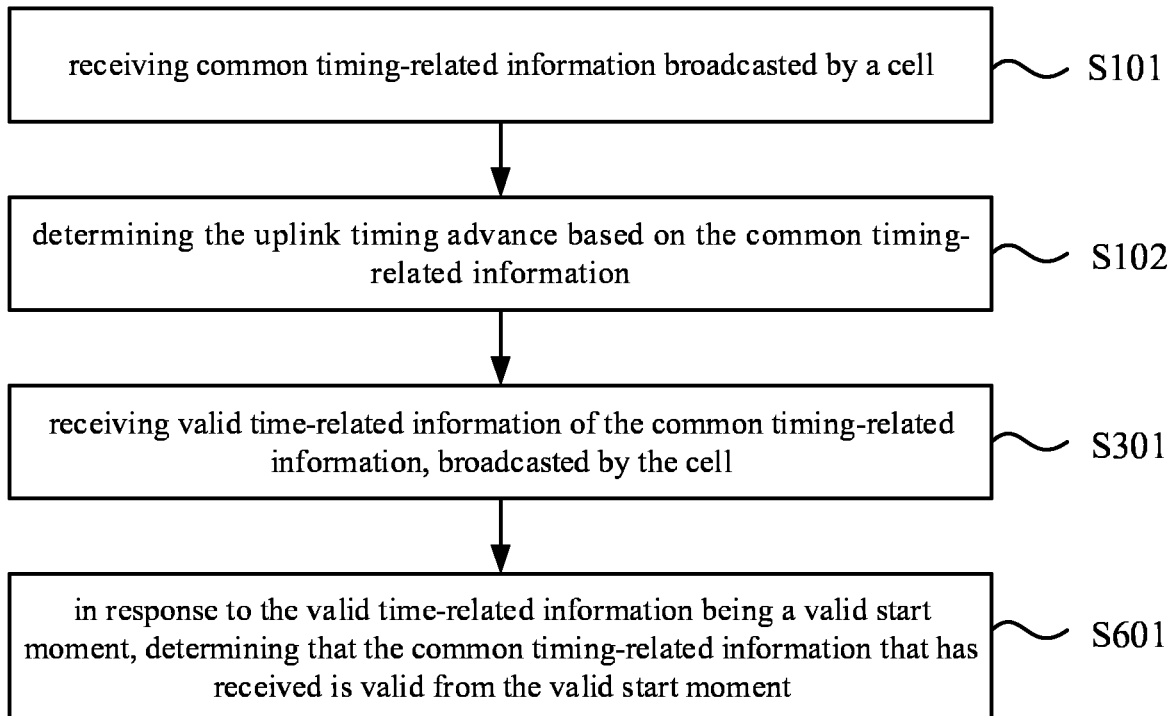 receiving common timing-related information broadcasted by a cell
S101
determining the uplink timing advance based on the common timing-
related information
S102
receiving valid time-related information of the common timing-related
information, broadcasted by the cell
S301
in response to the valid time-related information being a valid start
moment, determining that the common timing-related information that has
received is valid from the valid start moment
S601